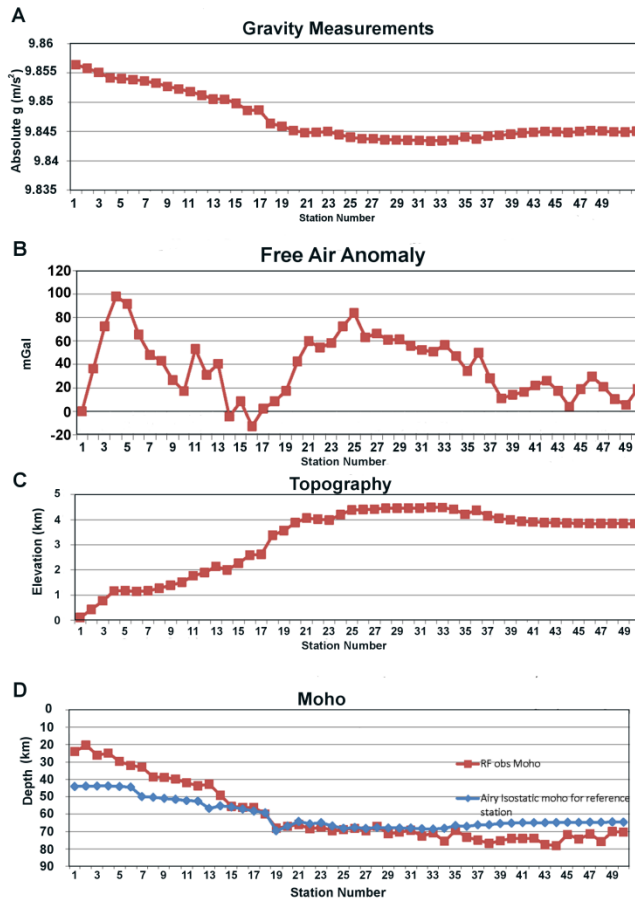 A
Gravity Measurements
Absolute g (m/s²)
9.86
9.855
9.85
9.845
9.84
9.835
1 3 5 7 9 11 13 15 17 19 21 23 25 27 29 31 33 35 37 39 41 43 45 47 49
Station Number
B
Free Air Anomaly
mGal
120
100
80
60
40
20
0
-20
1 3 5 7 9 11 13 15 17 19 21 23 25 27 29 31 33 35 37 39 41 43 45 47 49
Station Number
C
Topography
Elevation (km)
5
4
3
2
1
0
1 3 5 7 9 11 13 15 17 19 21 23 25 27 29 31 33 35 37 39 41 43 45 47 49
Station Number
D
Moho
Depth (km)
0
10
20
30
40
50
60
70
80
90
RF obs Moho
Airy Isostatic moho for reference
station
1 3 5 7 9 11 13 15 17 19 21 23 25 27 29 31 33 35 37 39 41 43 45 47 49
Station Number